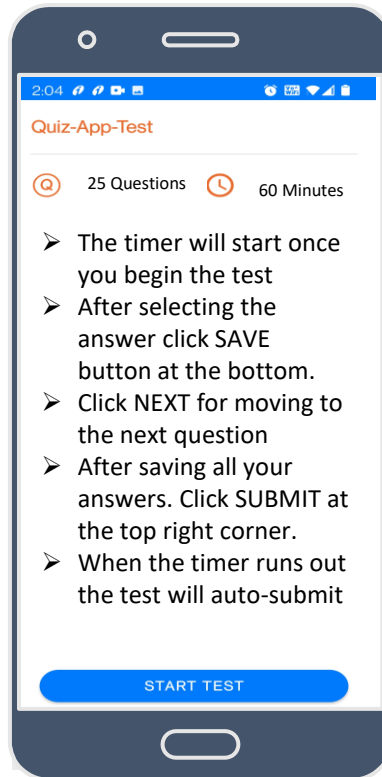 2:04
Quiz-App-Test
Q 25 Questions 60 Minutes
➢ The timer will start once
you begin the test
➢ After selecting the
answer click SAVE
button at the bottom.
➢ Click NEXT for moving to
the next question
➢ After saving all your
answers. Click SUBMIT at
the top right corner.
➢ When the timer runs out
the test will auto-submit
START TEST